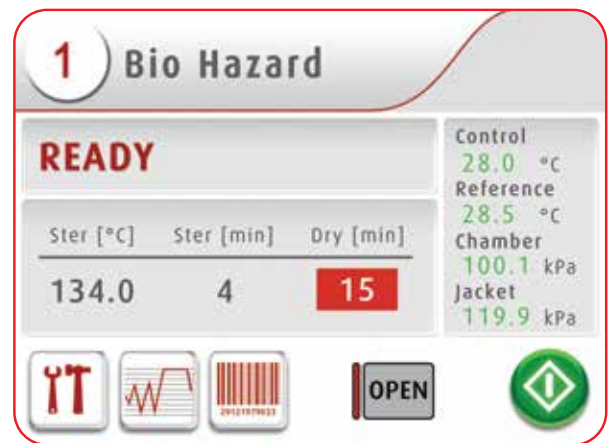 1 Bio Hazard
READY
Ster [°C] Ster [min] Dry [min]
134.0 4 15
Control
28.0 °C
Reference
28.5 °C
Chamber
100.1 kPa
Jacket
119.9 kPa
OPEN